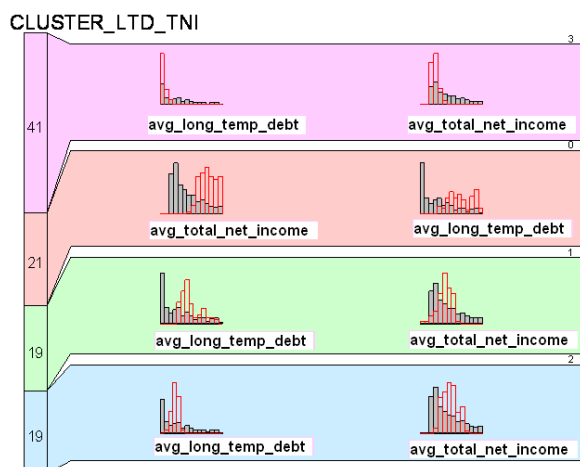 CLUSTER_LTD_TNI
3
41
avg_long_temp_debt avg_total_net_income
0
21
avg_total_net_income avg_long_temp_debt
1
19
avg_long_temp_debt avg_total_net_income
2
19
avg_long_temp_debt avg_total_net_income